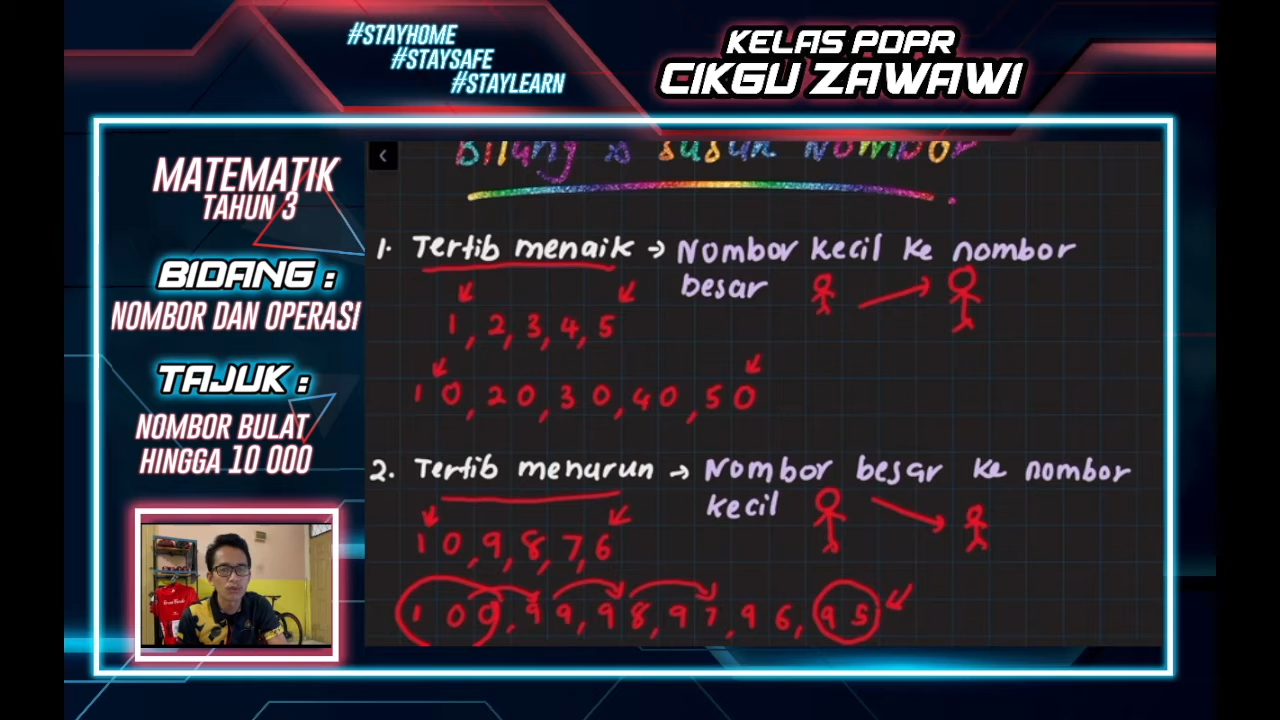 #STAYHOME
#STAYSAFE
#STAYLEARN
KELAS PDPR
CIKGU ZAWAWI
MATEMATIK
TAHUN 3
BIDANG :
NOMBOR DAN OPERASI
TAJUK :
NOMBOR BULAT
HINGGA 10 000
Bilang & susun Nombor
1. Tertib menaik → Nombor kecil ke nombor
besar
1, 2, 3, 4, 5
10, 20, 30, 40, 50
2. Tertib menurun → Nombor besar ke nombor
kecil
10, 9, 8, 7, 6
100, 99, 98, 97, 96, 95